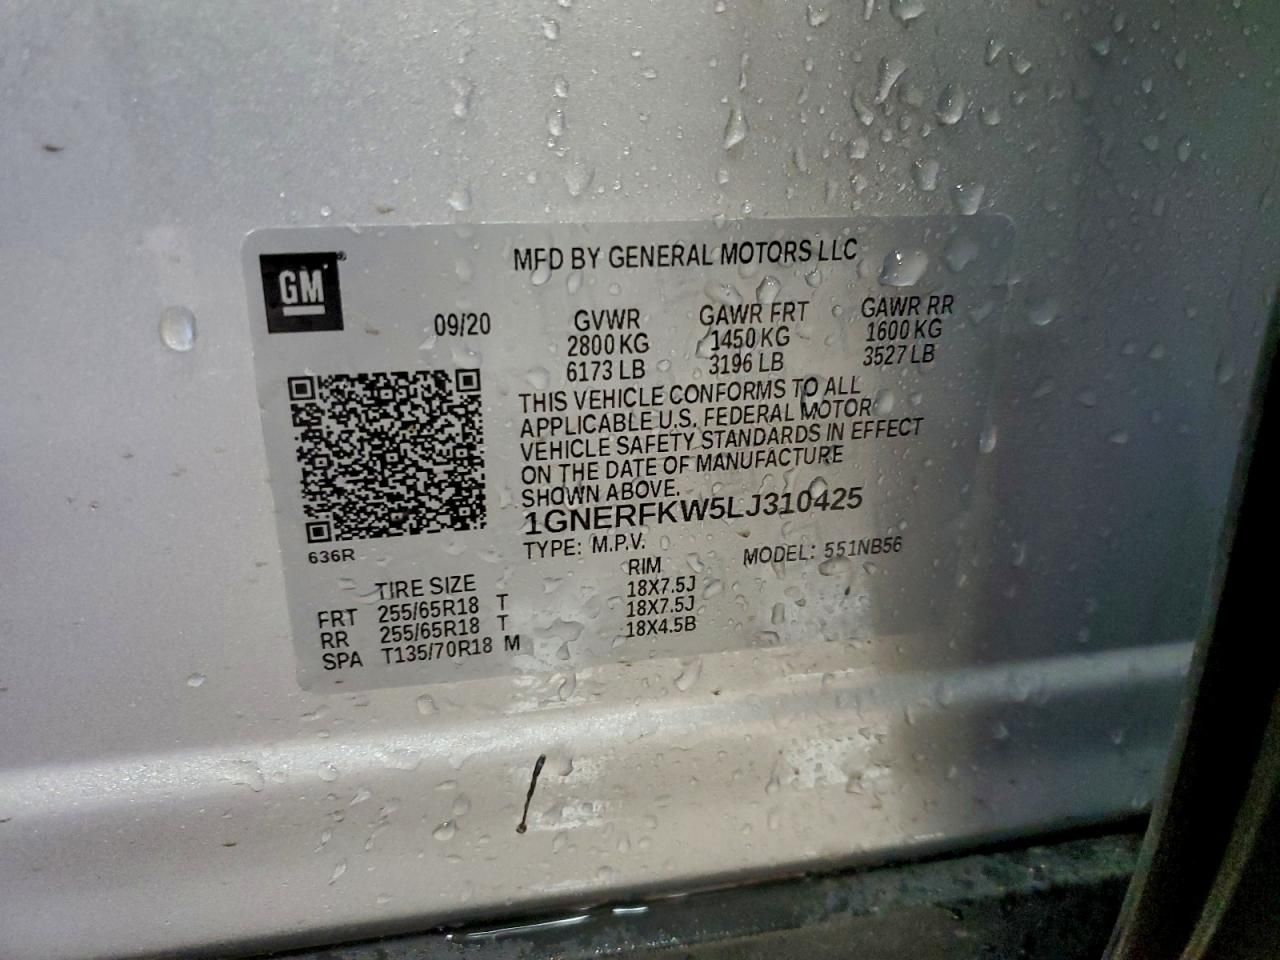 GM
MFD BY GENERAL MOTORS LLC
09/20
GVWR GAWR FRT GAWR RR
2800 KG 1450 KG 1600 KG
6173 LB 3196 LB 3527 LB
THIS VEHICLE CONFORMS TO ALL
APPLICABLE U.S. FEDERAL MOTOR
VEHICLE SAFETY STANDARDS IN EFFECT
ON THE DATE OF MANUFACTURE
SHOWN ABOVE.
1GNERFKW5LJ310425
TYPE: M.P.V. MODEL: 551NB56
636R
TIRE SIZE RIM
FRT 255/65R18 T 18X7.5J
RR 255/65R18 T 18X7.5J
SPA T135/70R18 M 18X4.5B